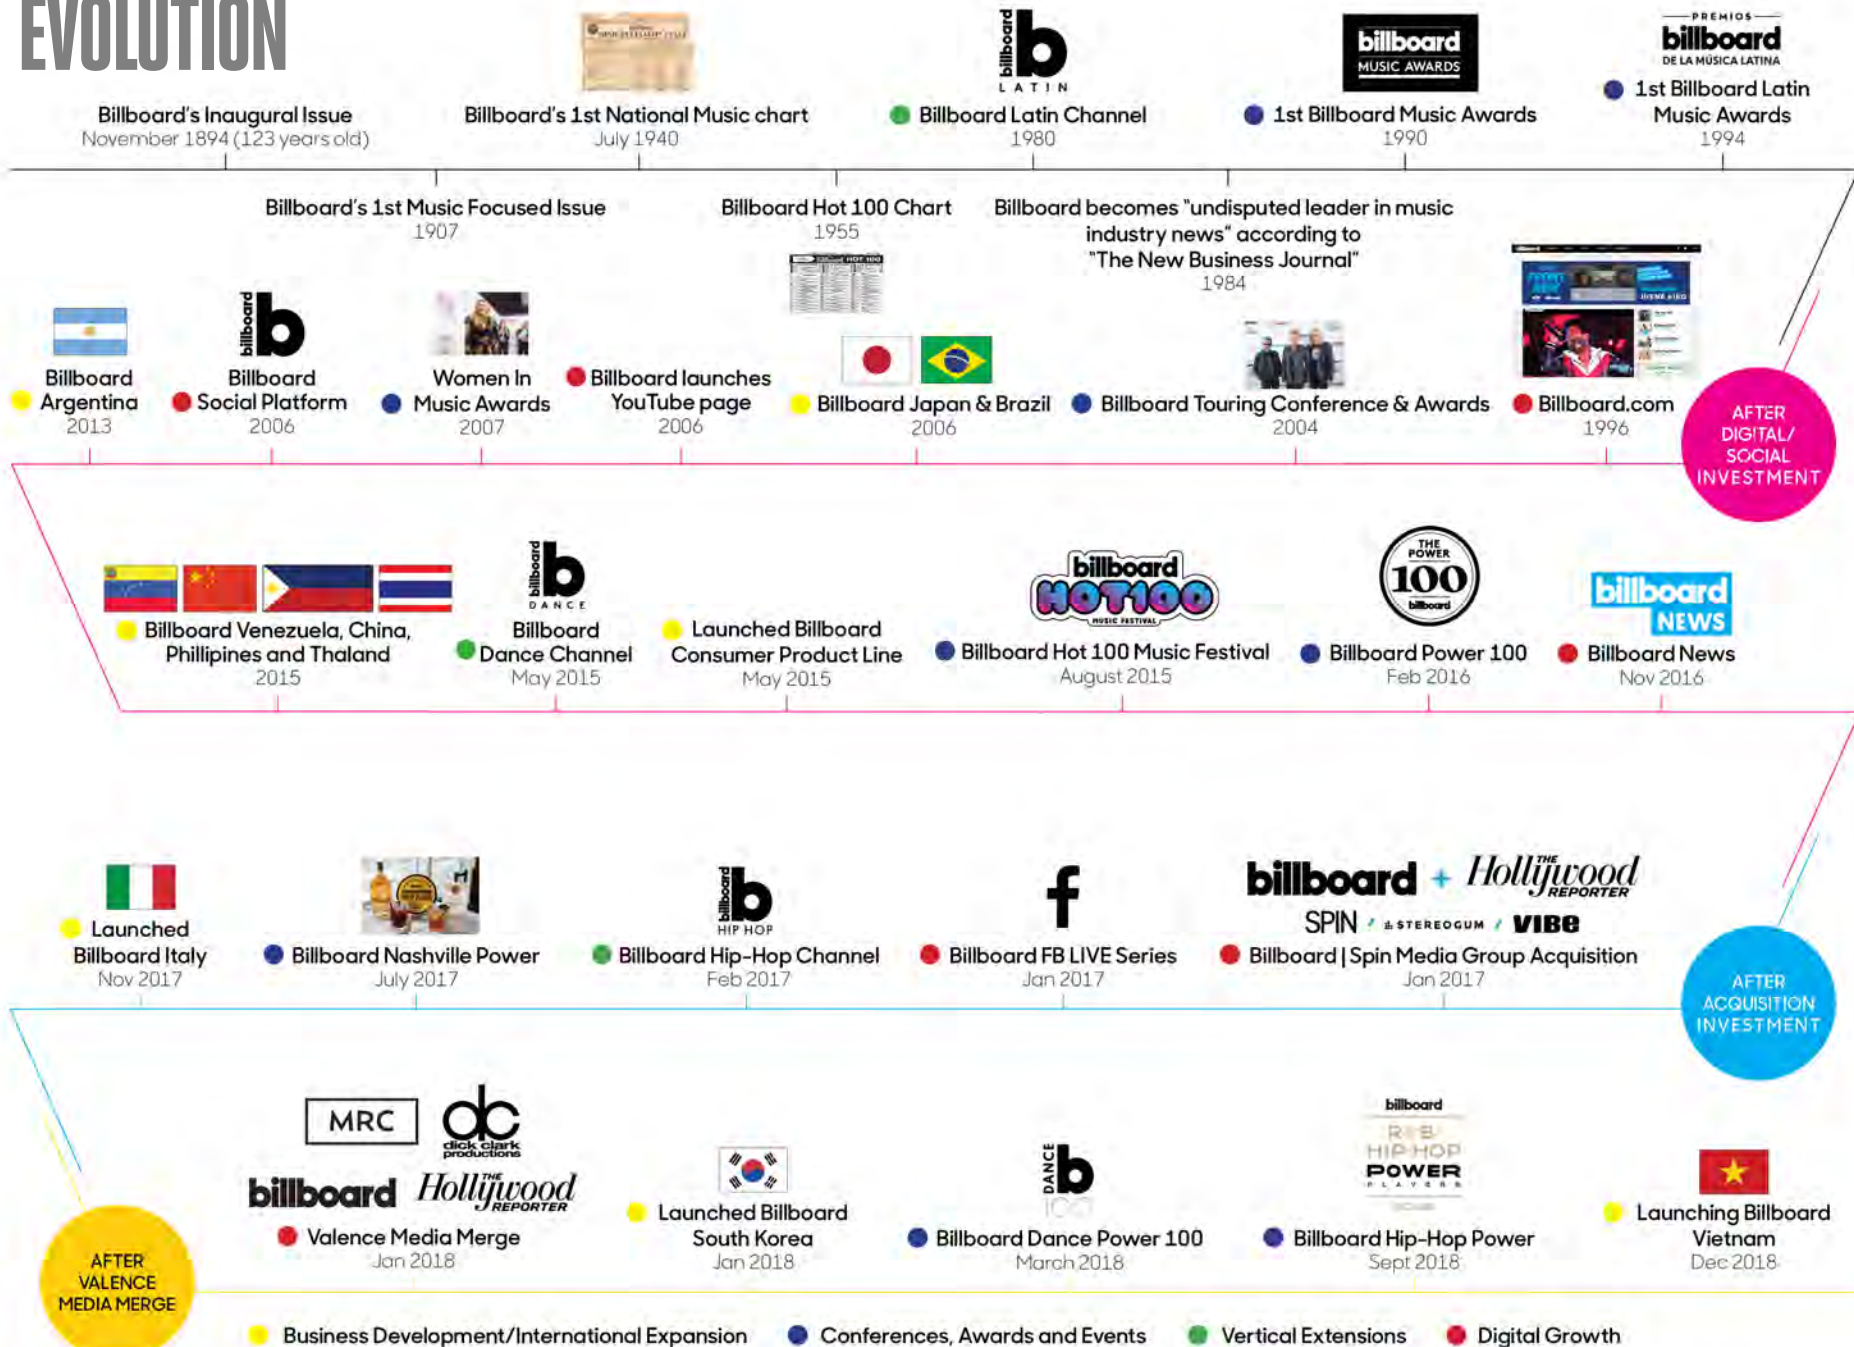 EVOLUTION
Billboard's Inaugural Issue
November 1894 (123 years old)
Billboard's 1st National Music chart
July 1940
billboard
b
LATIN
Billboard Latin Channel
1980
billboard
MUSIC AWARDS
1st Billboard Music Awards
1990
PREMIOS
billboard
DE LA MÚSICA LATINA
1st Billboard Latin
Music Awards
1994
Billboard's 1st Music Focused Issue
1907
Billboard Hot 100 Chart
1955
HOT 100
Billboard becomes "undisputed leader in music
industry news" according to
"The New Business Journal"
1984
Billboard
Argentina
2013
billboard
b
Billboard
Social Platform
2006
Women In
Music Awards
2007
Billboard launches
YouTube page
2006
Billboard Japan & Brazil
2006
Billboard Touring Conference & Awards
2004
Billboard.com
1996
AFTER
DIGITAL/
SOCIAL
INVESTMENT
Billboard Venezuela, China,
Phillipines and Thaland
2015
billboard
b
DANCE
Billboard
Dance Channel
May 2015
Launched Billboard
Consumer Product Line
May 2015
billboard
HOT100
MUSIC FESTIVAL
Billboard Hot 100 Music Festival
August 2015
THE
POWER
100
billboard
Billboard Power 100
Feb 2016
billboard
NEWS
Billboard News
Nov 2016
Launched
Billboard Italy
Nov 2017
Billboard Nashville Power
July 2017
billboard
b
HIP HOP
Billboard Hip-Hop Channel
Feb 2017
f
Billboard FB LIVE Series
Jan 2017
billboard + The Hollywood REPORTER
SPIN / STEREOGUM / VIBE
Billboard | Spin Media Group Acquisition
Jan 2017
AFTER
ACQUISITION
INVESTMENT
MRC
dc
dick clark
productions
billboard The Hollywood REPORTER
Valence Media Merge
Jan 2018
Launched Billboard
South Korea
Jan 2018
DANCE
b
100
Billboard Dance Power 100
March 2018
billboard
R B
HIP-HOP
POWER
PLAYERS
Billboard Hip-Hop Power
Sept 2018
Launching Billboard
Vietnam
Dec 2018
AFTER
VALENCE
MEDIA MERGE
Business Development/International Expansion
Conferences, Awards and Events
Vertical Extensions
Digital Growth